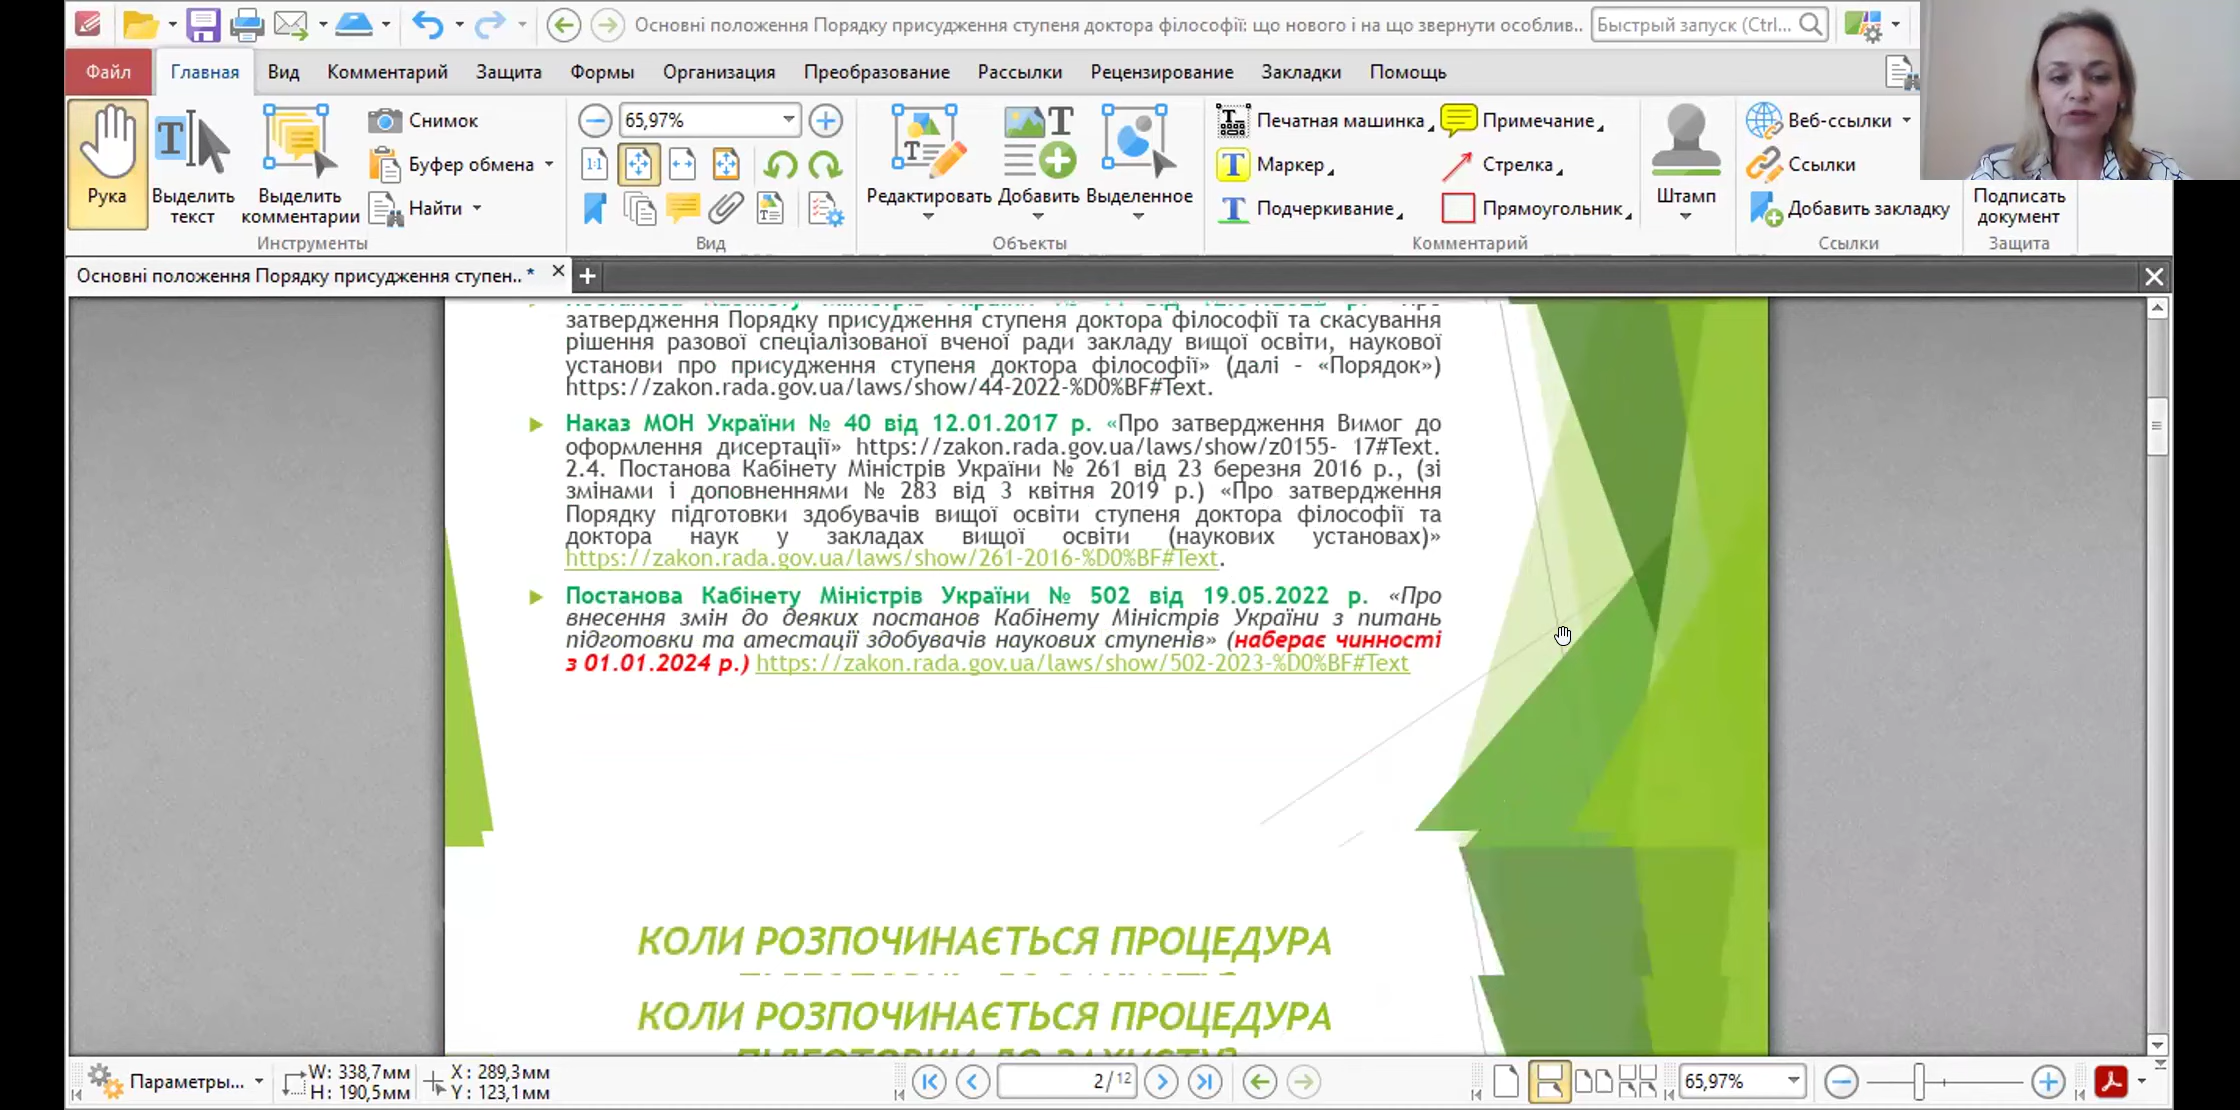 Основні положення Порядку присудження ступеня доктора філософії: що нового і на що звернути особлив..
Быстрый запуск (Ctrl...
Файл
Главная
Вид
Комментарий
Защита
Формы
Организация
Преобразование
Рассылки
Рецензирование
Закладки
Помощь
Рука
Выделить текст
Выделить комментарии
Снимок
Буфер обмена
Найти
Инструменты
65,97%
1:1
Вид
Редактировать
Добавить
Выделенное
Объекты
Печатная машинка
Маркер
Подчеркивание
Примечание
Стрелка
Прямоугольник
Комментарий
Штамп
Веб-ссылки
Ссылки
Добавить закладку
Ссылки
Подписать документ
Защита
Основні положення Порядку присудження ступен.. *
затвердження Порядку присудження ступеня доктора філософії та скасування
рішення разової спеціалізованої вченої ради закладу вищої освіти, наукової
установи про присудження ступеня доктора філософії» (далі - «Порядок»)
https://zakon.rada.gov.ua/laws/show/44-2022-%D0%BF#Text.
Наказ МОН України № 40 від 12.01.2017 р. «Про затвердження Вимог до
оформлення дисертації» https://zakon.rada.gov.ua/laws/show/z0155- 17#Text.
2.4. Постанова Кабінету Міністрів України № 261 від 23 березня 2016 р., (зі
змінами і доповненнями № 283 від 3 квітня 2019 р.) «Про затвердження
Порядку підготовки здобувачів вищої освіти ступеня доктора філософії та
доктора наук у закладах вищої освіти (наукових установах)»
https://zakon.rada.gov.ua/laws/show/261-2016-%D0%BF#Text.
Постанова Кабінету Міністрів України № 502 від 19.05.2022 р. «Про
внесення змін до деяких постанов Кабінету Міністрів України з питань
підготовки та атестації здобувачів наукових ступенів» (наберає чинності
з 01.01.2024 р.) https://zakon.rada.gov.ua/laws/show/502-2023-%D0%BF#Text
КОЛИ РОЗПОЧИНАЄТЬСЯ ПРОЦЕДУРА
КОЛИ РОЗПОЧИНАЄТЬСЯ ПРОЦЕДУРА
ПІДГОТОВКИ ДО ЗАХИСТУ?
Параметры...
W: 338,7мм
H: 190,5мм
X: 289,3мм
Y: 123,1мм
2/12
65,97%